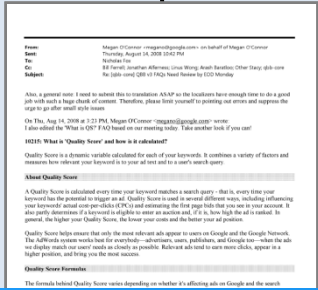 From: Megan O'Connor <megano@google.com> on behalf of Megan O'Connor
Sent: Thursday, August 14, 2008 10:42 PM
To: Nicholas Fox
Cc: Bill Ferrell; Jonathan Alferness; Linus Wong; Anish Barathoo; Other Stacy; qbb-core
Subject: Re: [qbb-core] QBB v3 FAQs Need Review by EOD Monday
Also, a general note: I need to submit this to translation ASAP so the localizers have enough time to do a good
job with such a huge chunk of content. Therefore, please limit yourself to pointing out errors and suppress the
urge to go after small style issues
On Thu, Aug 14, 2008 at 3:21 PM, Megan O'Connor <megano@google.com> wrote:
I also edited the 'What is QS?' FAQ based on our meeting today. Take another look if you can!
10215: What is 'Quality Score' and how is it calculated?
Quality Score is a dynamic variable calculated for each of your keywords. It combines a variety of factors and
measures how relevant your keyword is to your ad text and to a user's search query.
About Quality Score
A Quality Score is calculated every time your keyword matches a search query - that is, every time your
keyword has the potential to trigger an ad. Quality Score is used in several different ways, including influencing
your keywords' actual cost-per-clicks (CPCs) and estimating the first page bids that you see in your account. It
also partly determines if a keyword is eligible to enter an auction and, if it is, how high the ad is ranked. In
general, the higher your Quality Score, the lower your costs and the better your ad position.
Quality Score helps ensure that only the most relevant ads appear to users on Google and the Google Network.
The AdWords system works best for everybody—advertisers, users, publishers, and Google too—when the ads
we display match our users' needs as closely as possible. Relevant ads tend to earn more clicks, appear in a
higher position, and bring you the most success.
Quality Score Formulas
The formula behind Quality Score varies depending on whether it's affecting ads on Google and the search